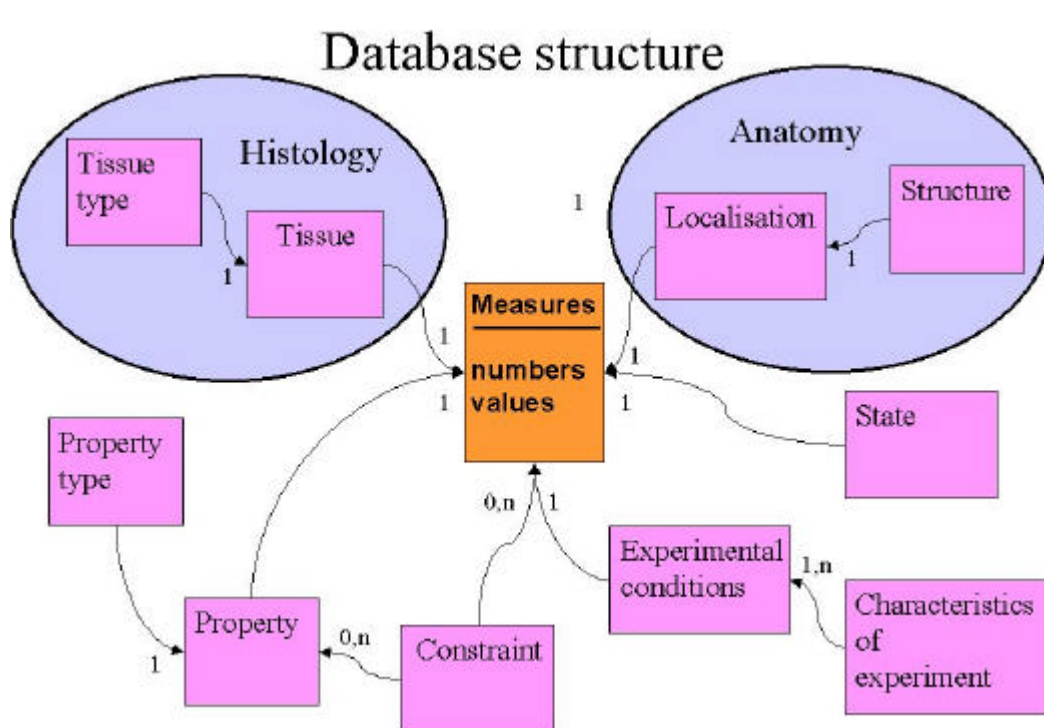 Database structure
Histology
Tissue
type
1
Tissue
1
Anatomy
1
Localisation
Structure
1
1
Measures
numbers
values
1
1
State
Property
type
1
Property
0,n
Constraint
0,n
1
Experimental
conditions
1,n
Characteristics
of
experiment